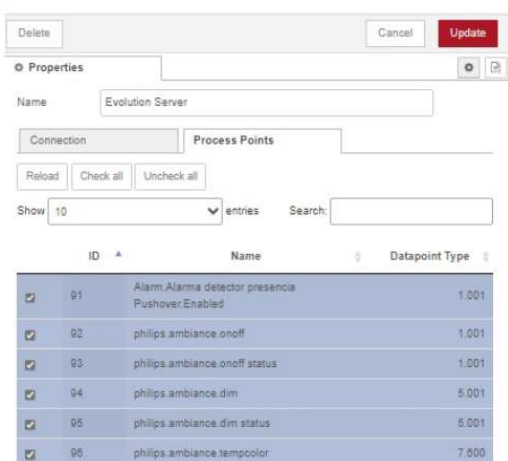 Delete Cancel Update
Properties
Name Evolution Server
Connection Process Points
Reload Check all Uncheck all
Show 10 entries Search:
ID Name Datapoint Type
91 Alarm.Alarma detector presencia Pushover.Enabled 1.001
92 philips.ambiance.onoff 1.001
93 philips.ambiance.onoff status 1.001
94 philips.ambiance.dim 5.001
95 philips.ambiance.dim status 5.001
96 philips.ambiance.tempcolor 7.600